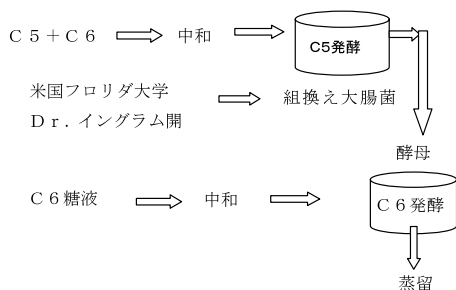 Ｃ５＋Ｃ６ 中和 C5発酵
米国フロリダ大学
Ｄｒ．イングラム開
組換え大腸菌
酵母
Ｃ６糖液 中和 Ｃ６発酵
蒸留